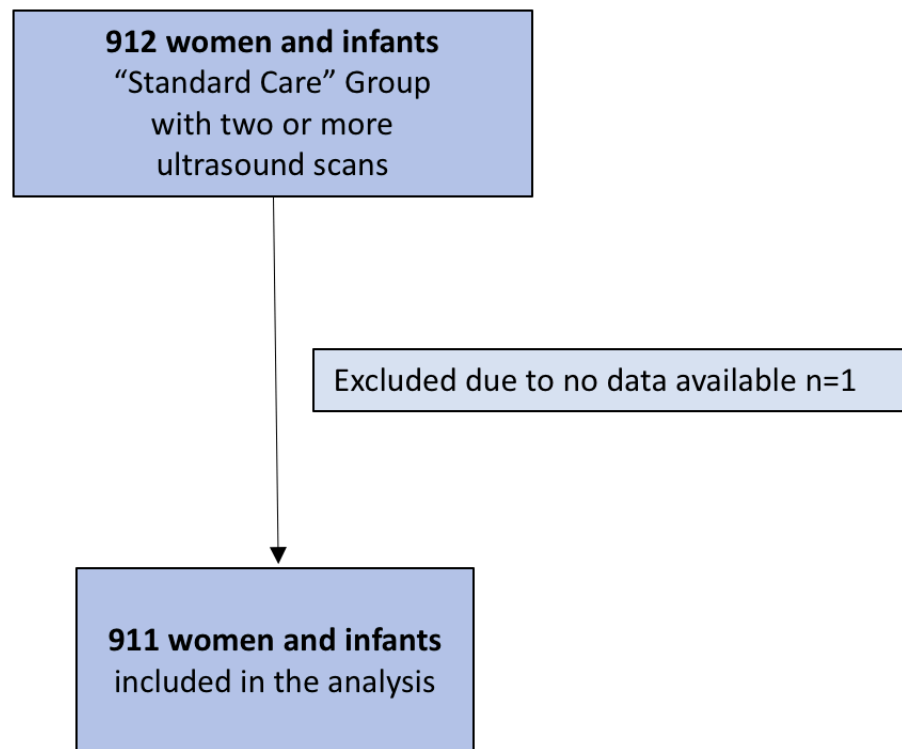 912 women and infants
“Standard Care” Group
with two or more
ultrasound scans
Excluded due to no data available n=1
911 women and infants
included in the analysis